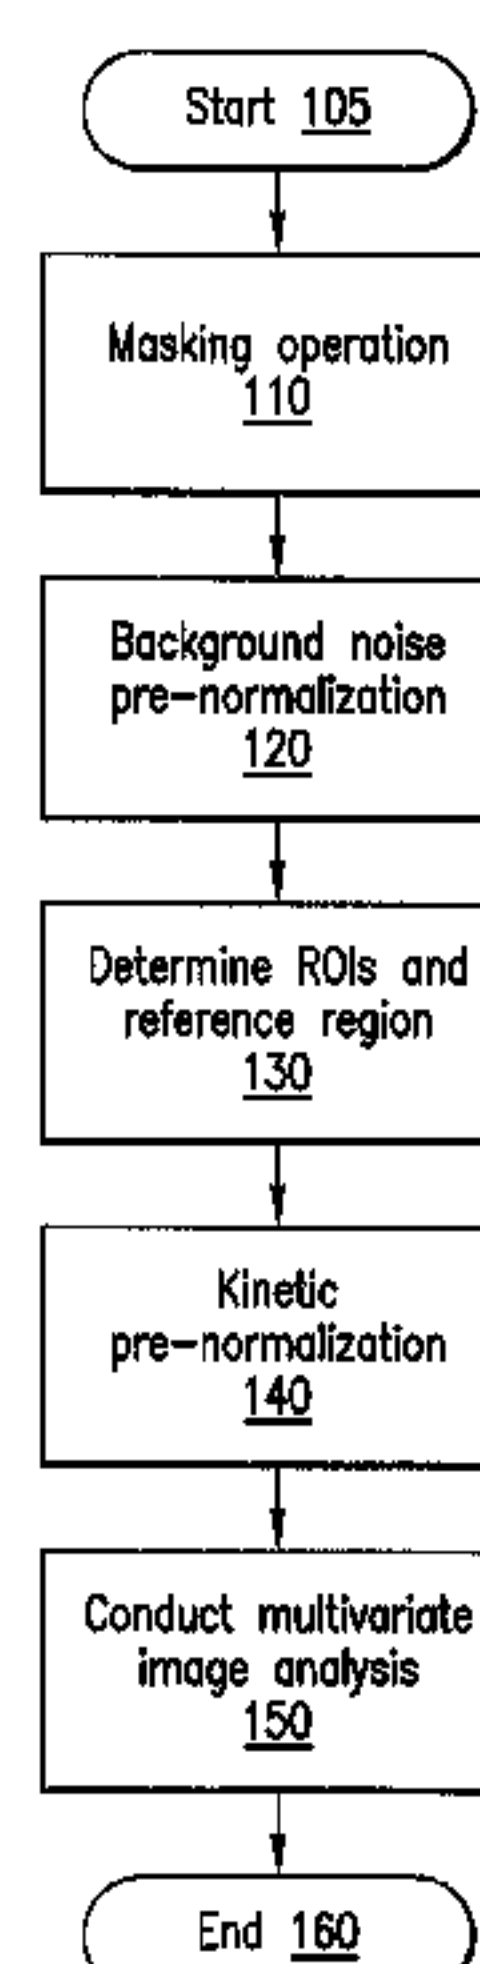 Start 105
Masking operation
110
Background noise
pre-normalization
120
Determine ROIs and
reference region
130
Kinetic
pre-normalization
140
Conduct multivariate
image analysis
150
End 160